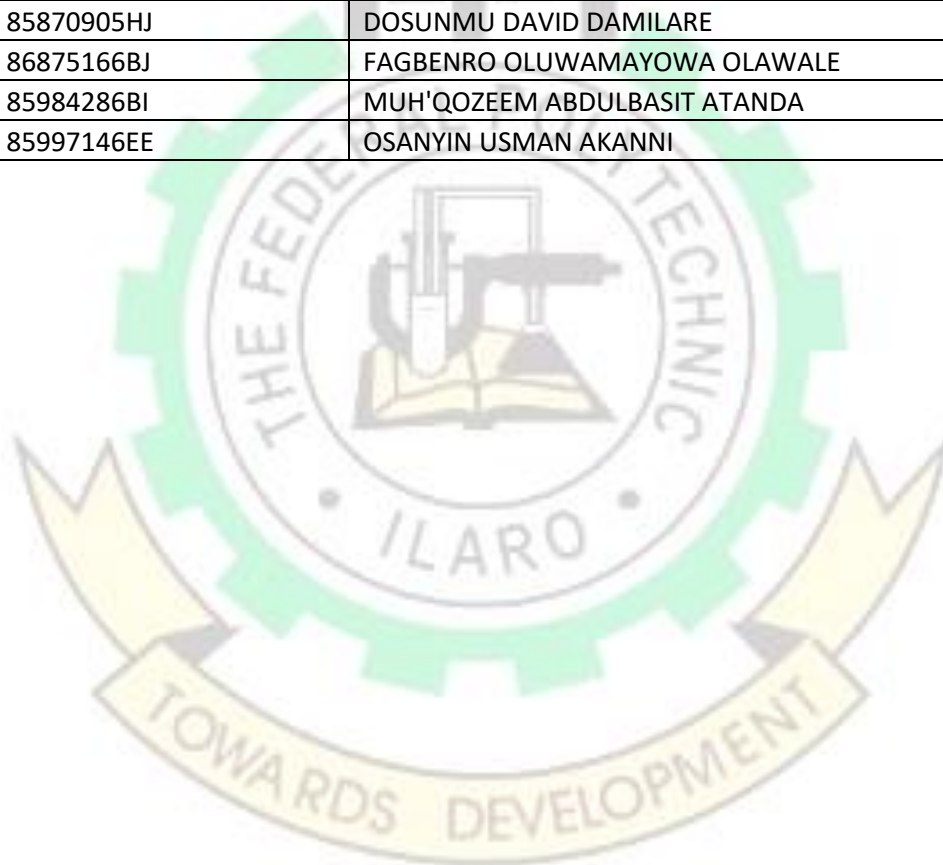 85870905HJ DOSUNMU DAVID DAMILARE
86875166BJ FAGBENRO OLUWAMAYOWA OLAWALE
85984286BI MUH'QOZEEM ABDULBASIT ATANDA
85997146EE OSANYIN USMAN AKANNI
THE FEDERAL POLYTECHNIC
ILARO
TOWARDS DEVELOPMENT